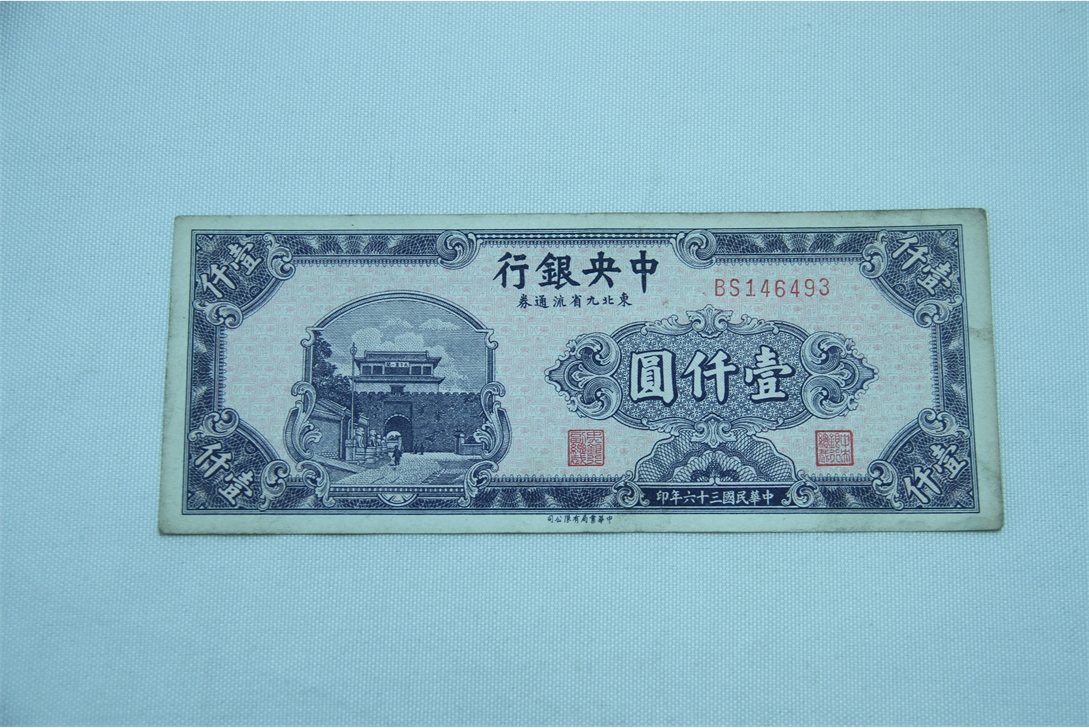 中央銀行
東北九省流通券
BS146493
壹仟
壹仟
壹仟圓
壹仟
壹仟
中華民國三十六年印